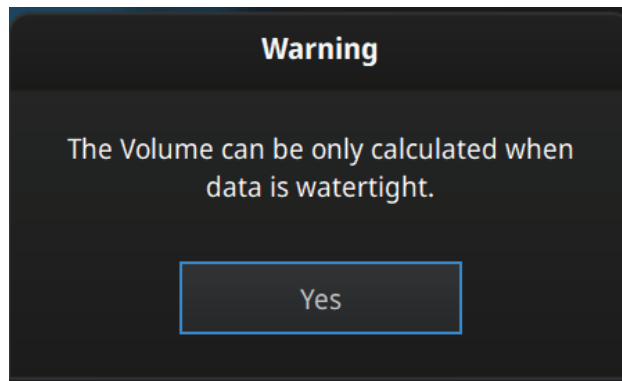 Warning
The Volume can be only calculated when
data is watertight.
Yes